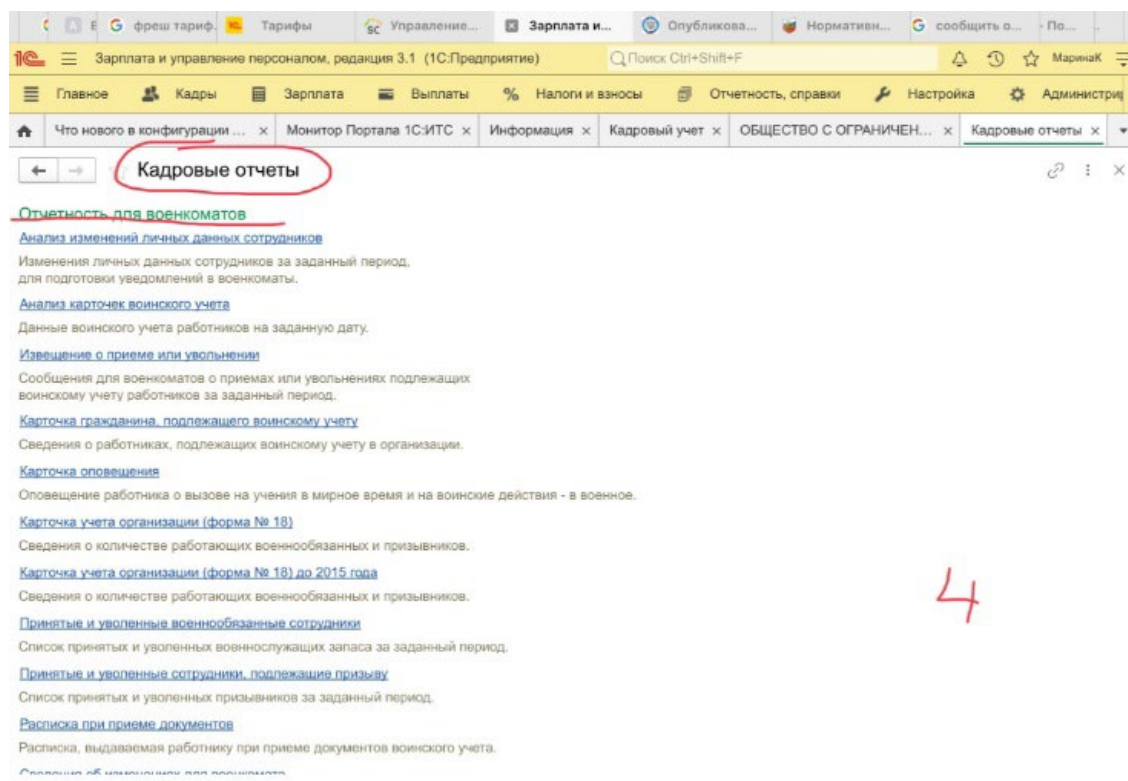 фреш тариф.
Тарифы
Управление...
Зарплата и...
Опубликова...
Нормативн...
сообщить о...
По...
Зарплата и управление персоналом, редакция 3.1 (1С:Предприятие)
Поиск Ctrl+Shift+F
МаринаК
Главное
Кадры
Зарплата
Выплаты
Налоги и взносы
Отчетность, справки
Настройка
Администрир
Что нового в конфигурации ...
Монитор Портала 1С:ИТС
Информация
Кадровый учет
ОБЩЕСТВО С ОГРАНИЧЕН...
Кадровые отчеты
Кадровые отчеты
Отчетность для военкоматов
Анализ изменений личных данных сотрудников
Изменения личных данных сотрудников за заданный период,
для подготовки уведомлений в военкоматы.
Анализ карточек воинского учета
Данные воинского учета работников на заданную дату.
Извещение о приеме или увольнении
Сообщения для военкоматов о приемах или увольнениях подлежащих
воинскому учету работников за заданный период.
Карточка гражданина, подлежащего воинскому учету
Сведения о работниках, подлежащих воинскому учету в организации.
Карточка оповещения
Оповещение работника о вызове на учения в мирное время и на воинские действия - в военное.
Карточка учета организации (форма № 18)
Сведения о количестве работающих военнообязанных и призывников.
Карточка учета организации (форма № 18) до 2015 года
Сведения о количестве работающих военнообязанных и призывников.
4
Принятые и уволенные военнообязанные сотрудники
Список принятых и уволенных военнослужащих запаса за заданный период.
Принятые и уволенные сотрудники, подлежащие призыву
Список принятых и уволенных призывников за заданный период.
Расписка при приеме документов
Расписка, выдаваемая работнику при приеме документов воинского учета.
Сведения об изменениях для военкомата